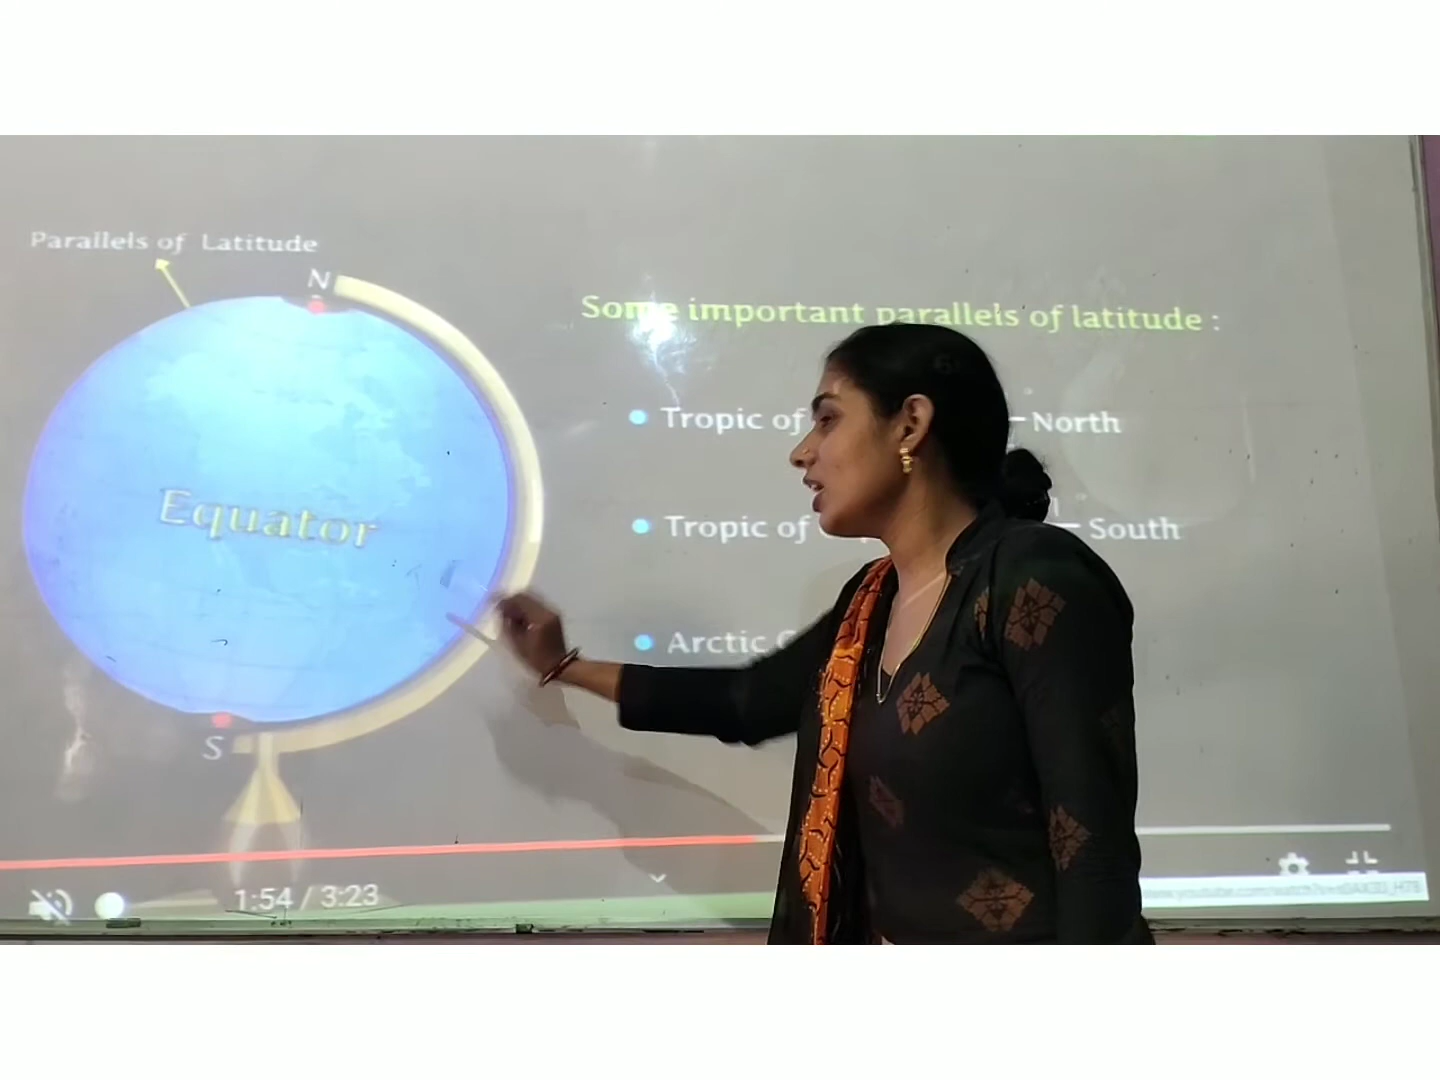 Parallels of Latitude
N
Some important parallels of latitude :
Tropic of
North
Equator
Tropic of
South
Arctic
S
1:54 / 3:23